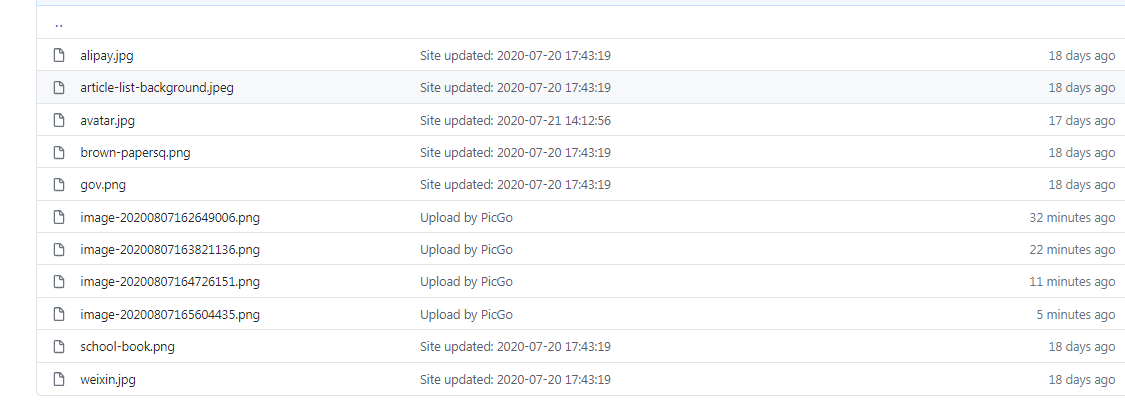 ..
alipay.jpg Site updated: 2020-07-20 17:43:19 18 days ago
article-list-background.jpeg Site updated: 2020-07-20 17:43:19 18 days ago
avatar.jpg Site updated: 2020-07-21 14:12:56 17 days ago
brown-papersq.png Site updated: 2020-07-20 17:43:19 18 days ago
gov.png Site updated: 2020-07-20 17:43:19 18 days ago
image-20200807162649006.png Upload by PicGo 32 minutes ago
image-20200807163821136.png Upload by PicGo 22 minutes ago
image-20200807164726151.png Upload by PicGo 11 minutes ago
image-20200807165604435.png Upload by PicGo 5 minutes ago
school-book.png Site updated: 2020-07-20 17:43:19 18 days ago
weixin.jpg Site updated: 2020-07-20 17:43:19 18 days ago